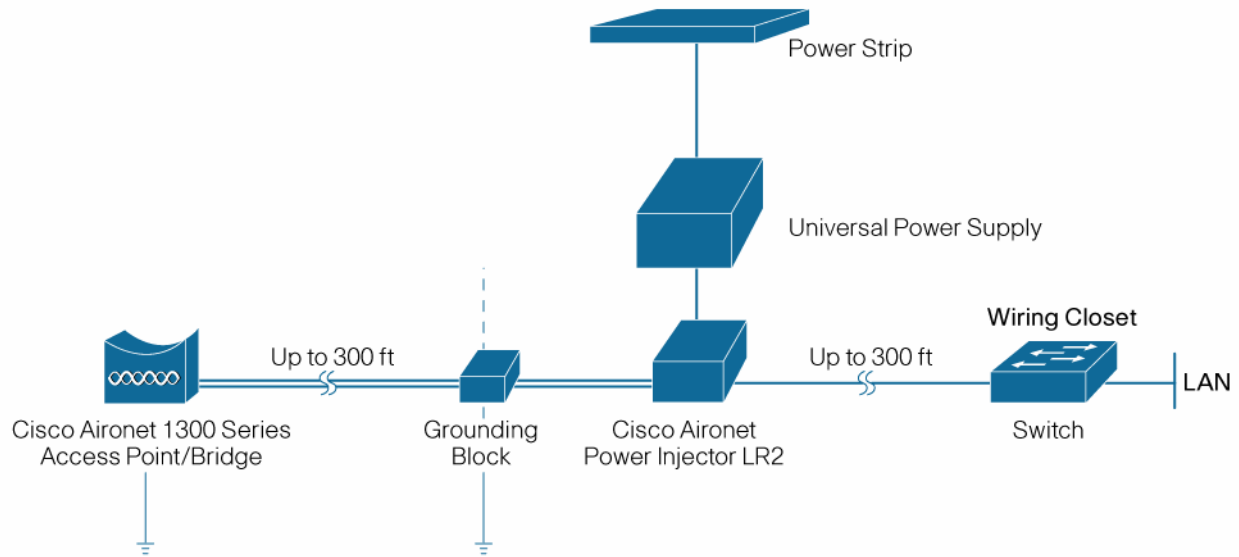 Power Strip
Universal Power Supply
Wiring Closet
Up to 300 ft
Up to 300 ft
LAN
Cisco Aironet 1300 Series
Access Point/Bridge
Grounding
Block
Cisco Aironet
Power Injector LR2
Switch